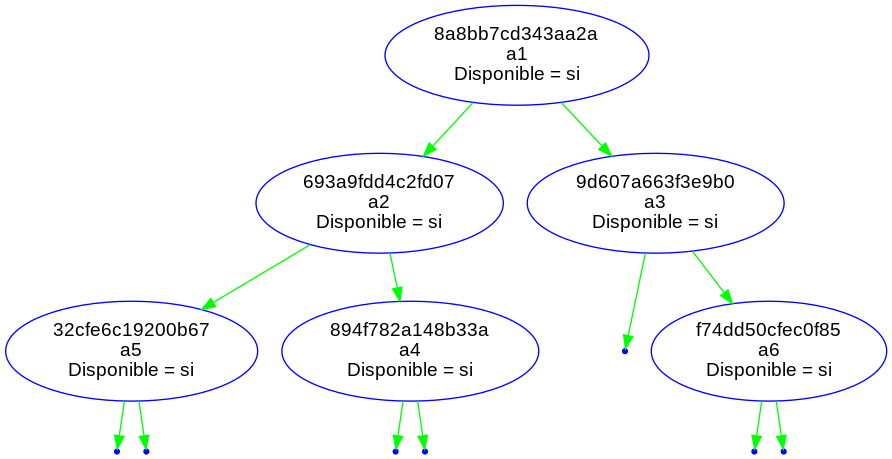 8a8bb7cd343aa2a
a1
Disponible = si
693a9fdd4c2fd07
a2
Disponible = si
9d607a663f3e9b0
a3
Disponible = si
32cfe6c19200b67
a5
Disponible = si
894f782a148b33a
a4
Disponible = si
f74dd50cfec0f85
a6
Disponible = si